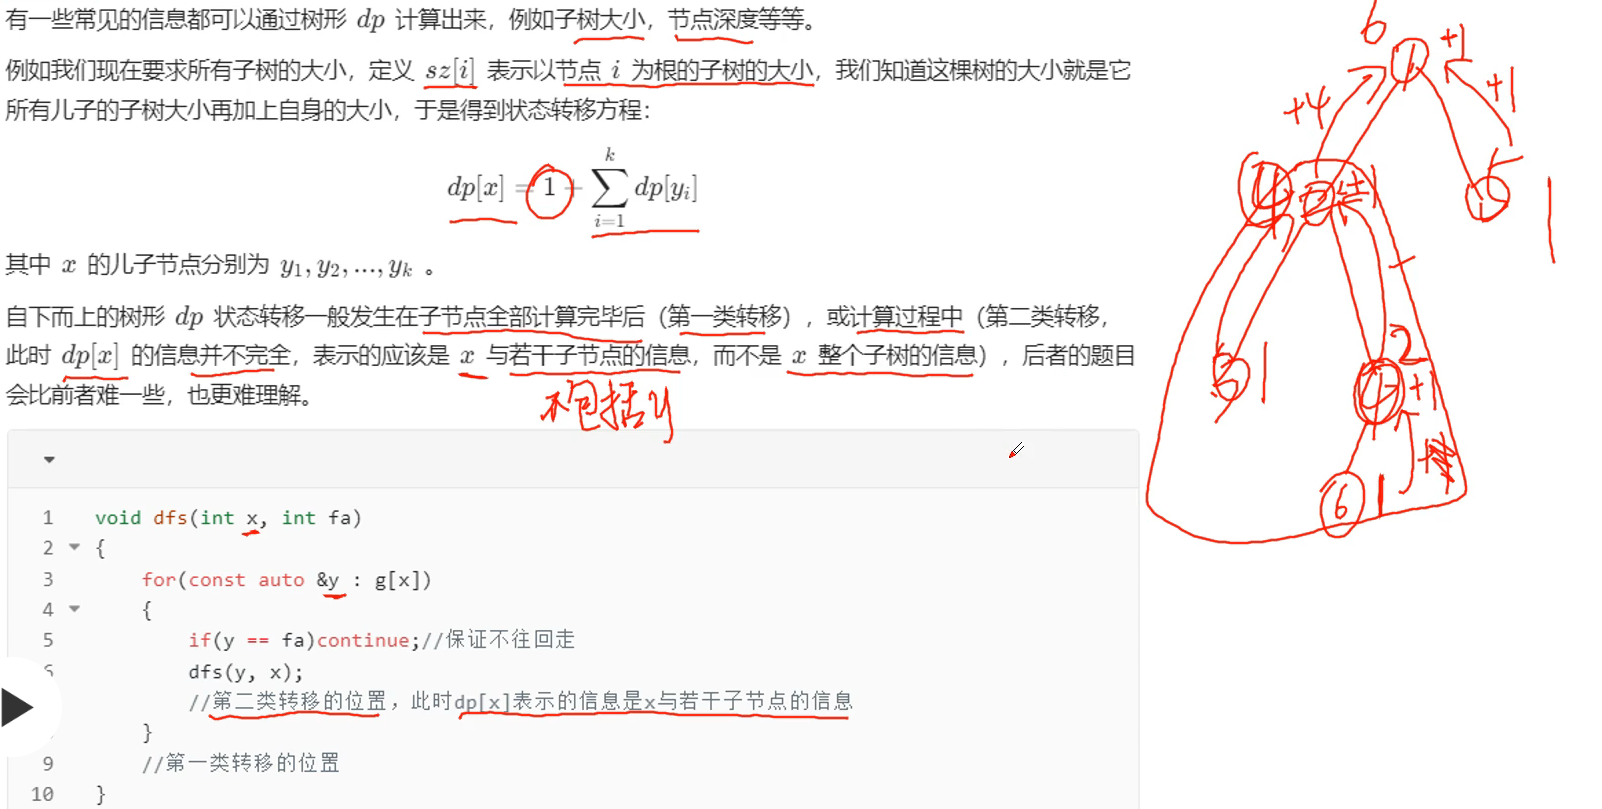 有一些常见的信息都可以通过树形 dp 计算出来，例如子树大小，节点深度等等。
例如我们现在要求所有子树的大小，定义 sz[i] 表示以节点 i 为根的子树的大小，我们知道这棵树的大小就是它
所有儿子的子树大小再加上自身的大小，于是得到状态转移方程：
dp[x] = 1 + ∑_{i=1}^{k} dp[y_i]
其中 x 的儿子节点分别为 y₁, y₂, ..., yₖ 。
自下而上的树形 dp 状态转移一般发生在子节点全部计算完毕后（第一类转移），或计算过程中（第二类转移，
此时 dp[x] 的信息并不完全，表示的应该是 x 与若干子节点的信息，而不是 x 整个子树的信息），后者的题目
会比前者难一些，也更难理解。
不包括y
1 void dfs(int x, int fa)
2 {
3 for(const auto &y : g[x])
4 {
5 if(y == fa)continue;//保证不往回走
dfs(y, x);
//第二类转移的位置，此时dp[x]表示的信息是x与若干子节点的信息
}
9 //第一类转移的位置
10 }
6
+1
1
+4
+1
1
2
3
1
+1
6
1